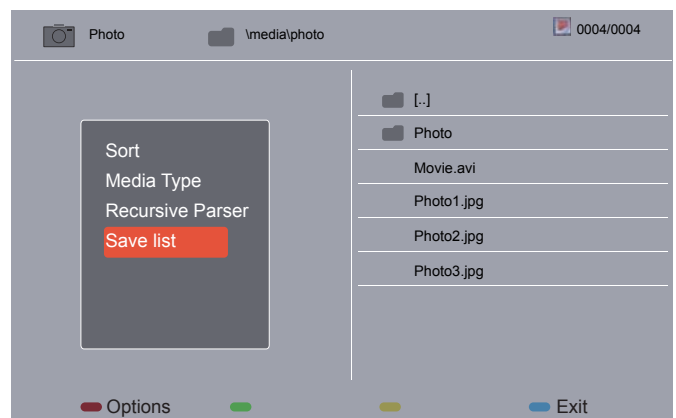 Photo
\media\photo
0004/0004
Sort
Media Type
Recursive Parser
Save list
[..]
Photo
Movie.avi
Photo1.jpg
Photo2.jpg
Photo3.jpg
Options
Exit